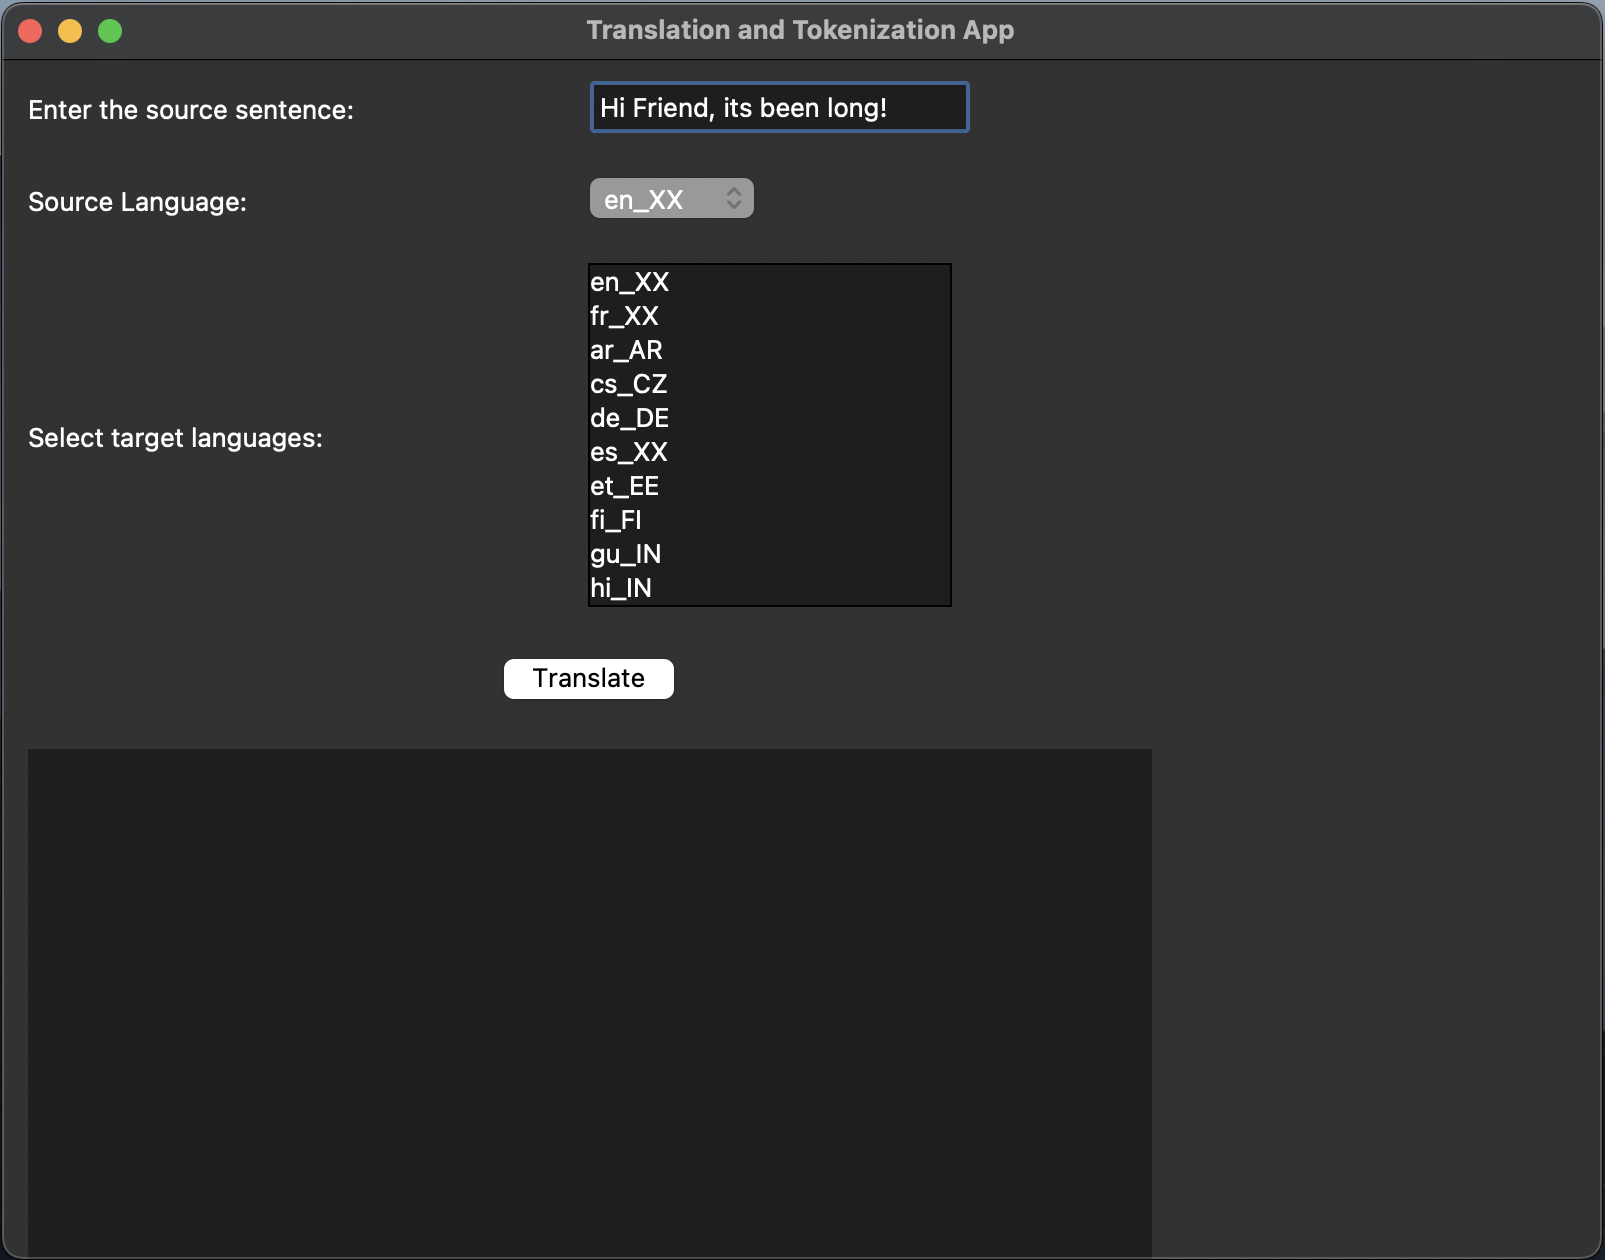 Translation and Tokenization App
Enter the source sentence:
Hi Friend, its been long!
Source Language:
en_XX
Select target languages:
en_XX
fr_XX
ar_AR
cs_CZ
de_DE
es_XX
et_EE
fi_FI
gu_IN
hi_IN
Translate